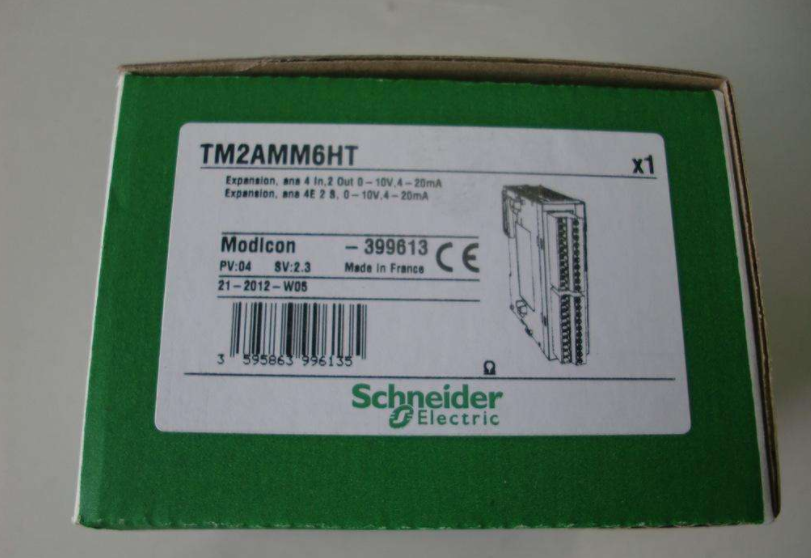 TM2AMM6HT
x1
Expansion, ana 4 In,2 Out 0-10V,4-20mA
Expansion, ana 4E 2 S, 0-10V,4-20mA
Modicon - 399613 CE
PV:04 SV:2.3 Made in France
21-2012-W05
3 595863 996135
Ω
Schneider
Electric